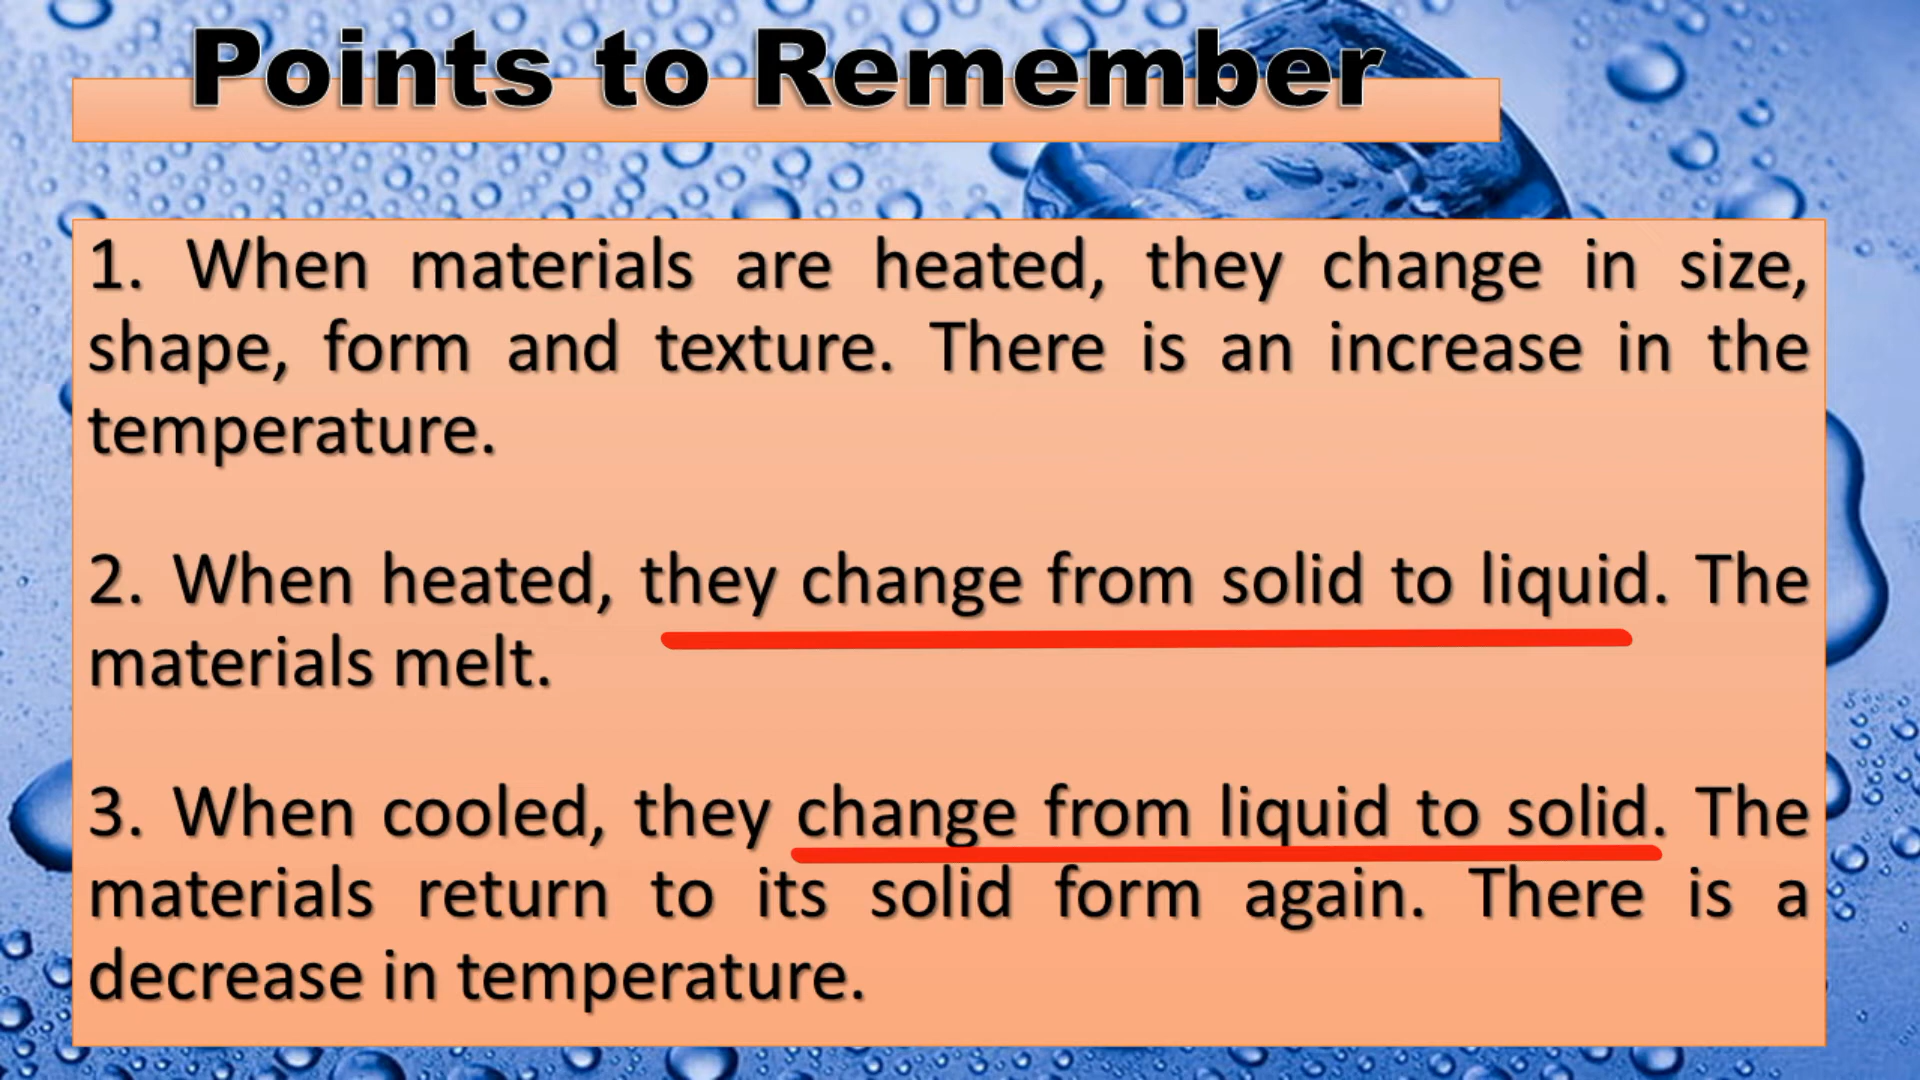 Points to Remember
1. When materials are heated, they change in size,
shape, form and texture. There is an increase in the
temperature.
2. When heated, they change from solid to liquid. The
materials melt.
3. When cooled, they change from liquid to solid. The
materials return to its solid form again. There is a
decrease in temperature.